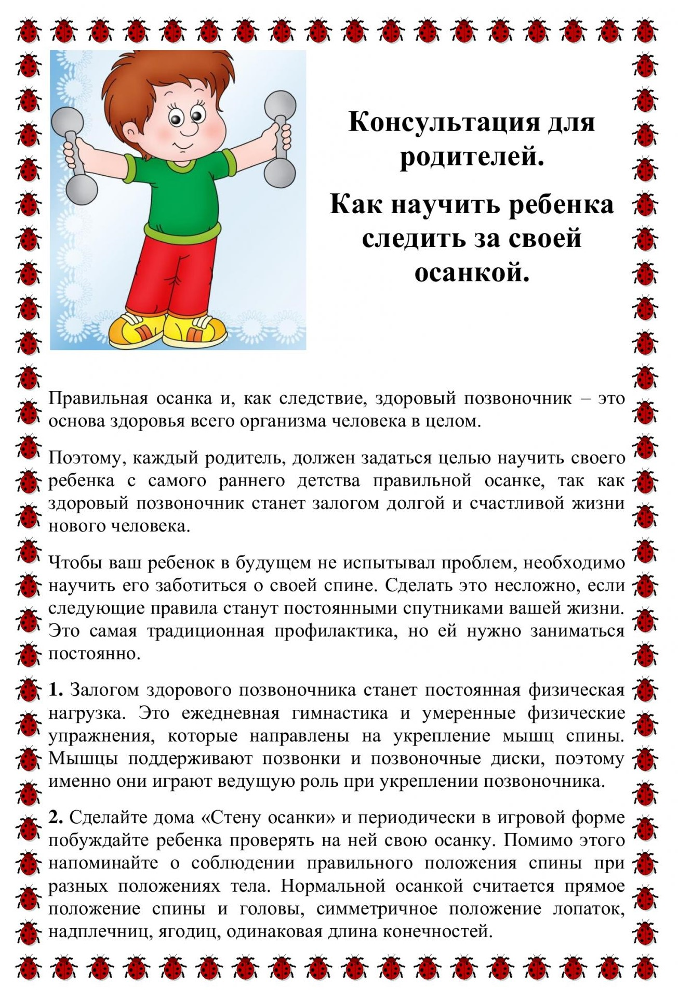 Консультация для
родителей.
Как научить ребенка
следить за своей
осанкой.
Правильная осанка и, как следствие, здоровый позвоночник – это
основа здоровья всего организма человека в целом.
Поэтому, каждый родитель, должен задаться целью научить своего
ребенка с самого раннего детства правильной осанке, так как
здоровый позвоночник станет залогом долгой и счастливой жизни
нового человека.
Чтобы ваш ребенок в будущем не испытывал проблем, необходимо
научить его заботиться о своей спине. Сделать это несложно, если
следующие правила станут постоянными спутниками вашей жизни.
Это самая традиционная профилактика, но ей нужно заниматься
постоянно.
1. Залогом здорового позвоночника станет постоянная физическая
нагрузка. Это ежедневная гимнастика и умеренные физические
упражнения, которые направлены на укрепление мышц спины.
Мышцы поддерживают позвонки и позвоночные диски, поэтому
именно они играют ведущую роль при укреплении позвоночника.
2. Сделайте дома «Стену осанки» и периодически в игровой форме
побуждайте ребенка проверять на ней свою осанку. Помимо этого
напоминайте о соблюдении правильного положения спины при
разных положениях тела. Нормальной осанкой считается прямое
положение спины и головы, симметричное положение лопаток,
надплечниц, ягодиц, одинаковая длина конечностей.